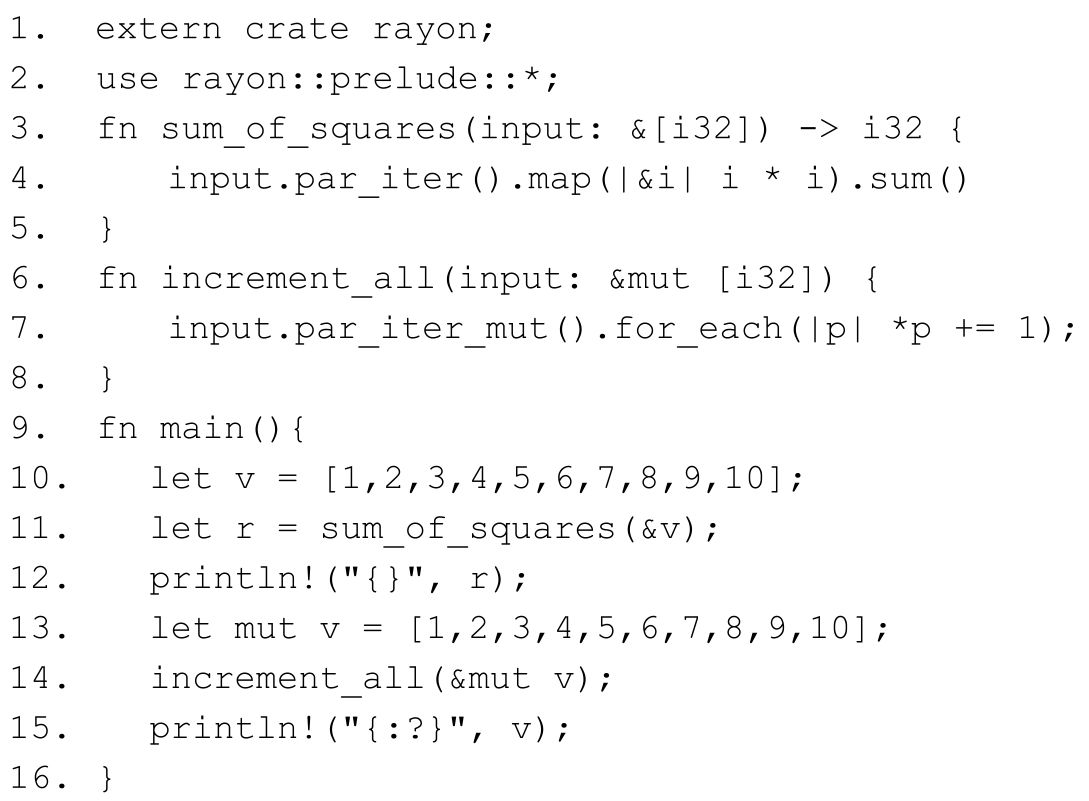 1. extern crate rayon;
2. use rayon::prelude::*;
3. fn sum_of_squares(input: &[i32]) -> i32 {
4. input.par_iter().map(|&i| i * i).sum()
5. }
6. fn increment_all(input: &mut [i32]) {
7. input.par_iter_mut().for_each(|p| *p += 1);
8. }
9. fn main(){
10. let v = [1,2,3,4,5,6,7,8,9,10];
11. let r = sum_of_squares(&v);
12. println!("{}", r);
13. let mut v = [1,2,3,4,5,6,7,8,9,10];
14. increment_all(&mut v);
15. println!("{:?}", v);
16. }